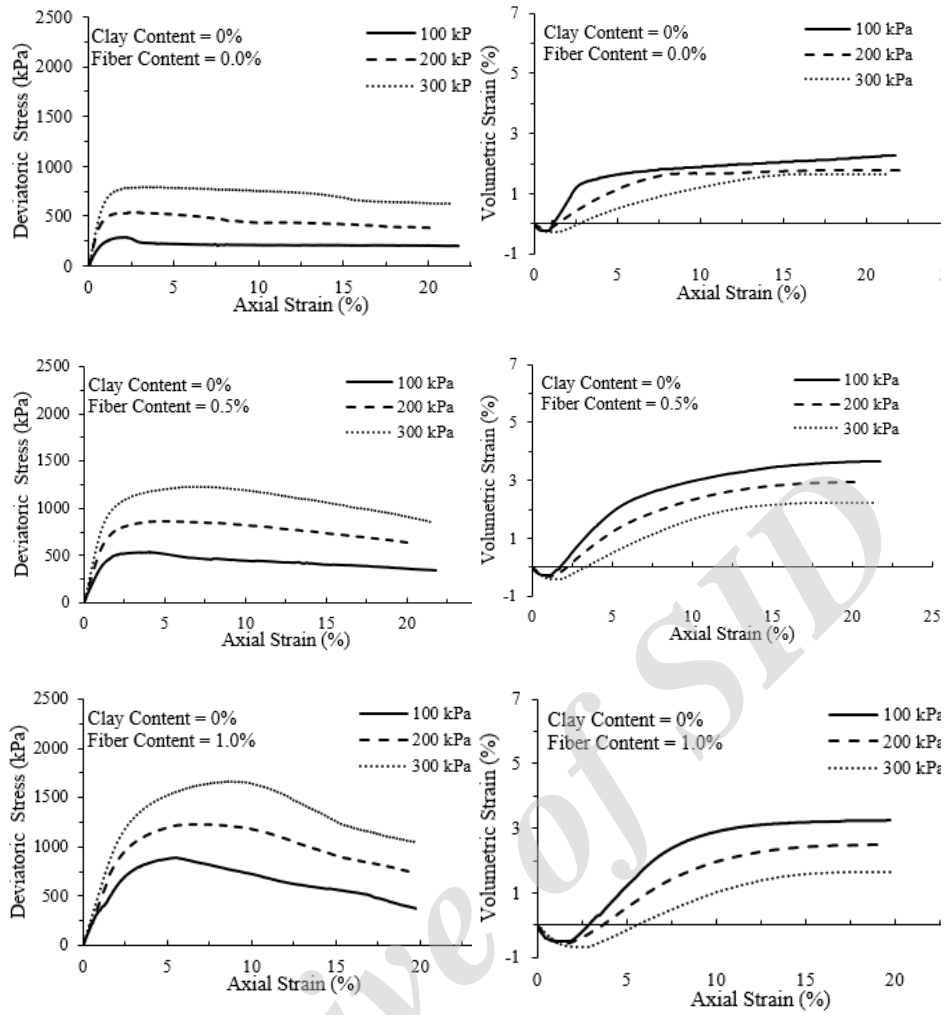 Deviatoric Stress (kPa)
2500
2000
1500
1000
500
0
Clay Content = 0%
Fiber Content = 0.0%
100 kP
200 kP
300 kP
0 5 10 15 20
Axial Strain (%)
Volumetric Strain (%)
7
5
3
1
-1
Clay Content = 0%
Fiber Content = 0.0%
100 kPa
200 kPa
300 kPa
0 5 10 15 20
Axial Strain (%)
Deviatoric Stress (kPa)
2500
2000
1500
1000
500
0
Clay Content = 0%
Fiber Content = 0.5%
100 kPa
200 kPa
300 kPa
0 5 10 15 20
Axial Strain (%)
Volumetric Strain (%)
7
5
3
1
-1
Clay Content = 0%
Fiber Content = 0.5%
100 kPa
200 kPa
300 kPa
0 5 10 15 20 25
Axial Strain (%)
Deviatoric Stress (kPa)
2500
2000
1500
1000
500
0
Clay Content = 0%
Fiber Content = 1.0%
100 kPa
200 kPa
300 kPa
0 5 10 15 20
Axial Strain (%)
Volumetric Strain (%)
7
5
3
1
-1
Clay Content = 0%
Fiber Content = 1.0%
100 kPa
200 kPa
300 kPa
0 5 10 15 20
Axial Strain (%)
ive of SID